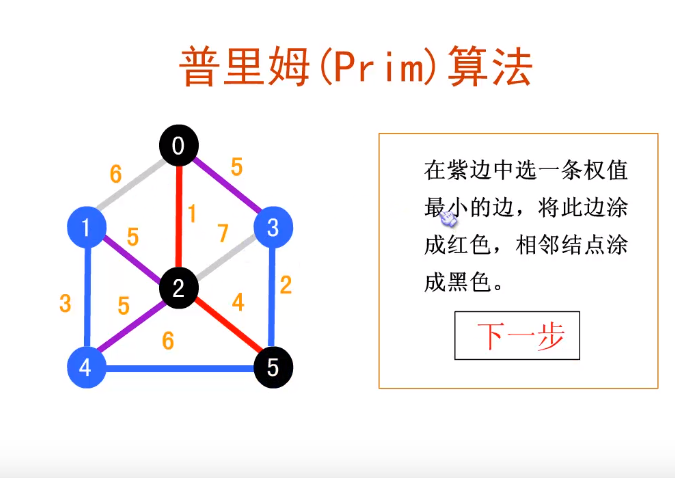 普里姆(Prim)算法
0
6
5
1
1
5
7
3
2
3
5
4
2
6
4
5
在紫边中选一条权值
最小的边，将此边涂
成红色，相邻结点涂
成黑色。
下一步